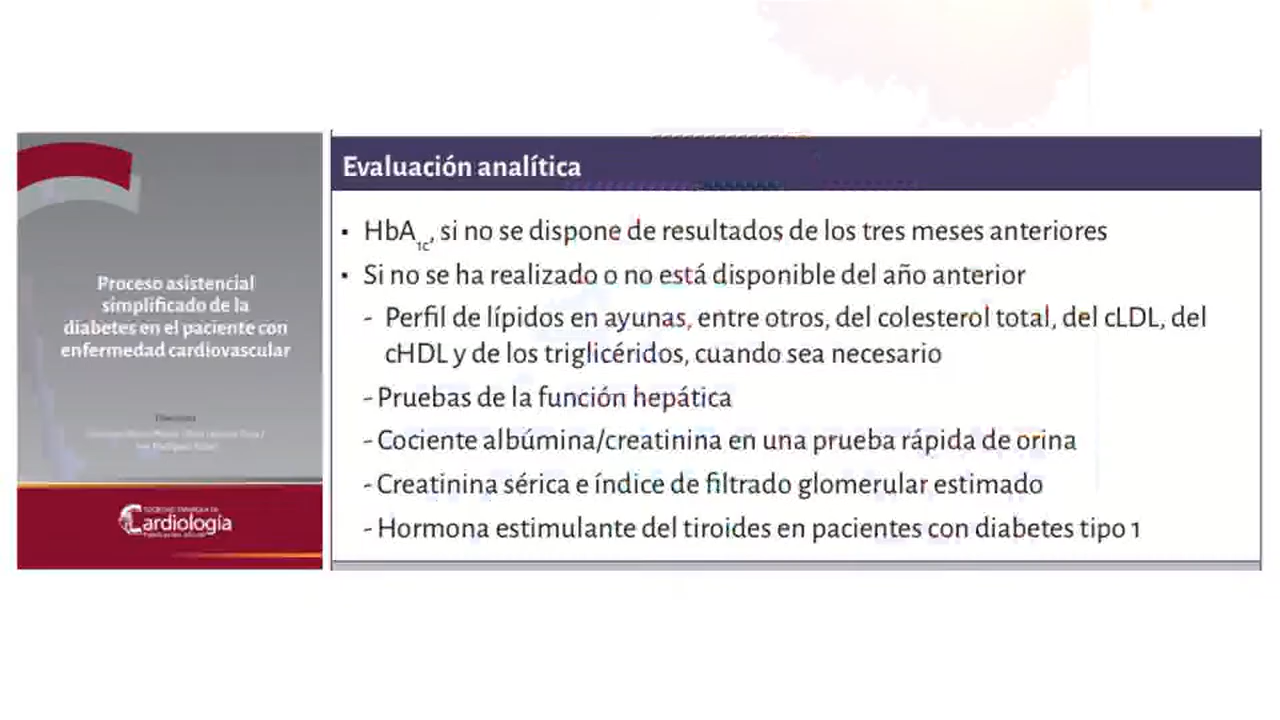 Proceso asistencial
simplificado de la
diabetes en el paciente con
enfermedad cardiovascular
SOCIEDAD ESPAÑOLA DE
Cardiología
Evaluación analítica
• HbA1c, si no se dispone de resultados de los tres meses anteriores
• Si no se ha realizado o no está disponible del año anterior
- Perfil de lípidos en ayunas, entre otros, del colesterol total, del cLDL, del
cHDL y de los triglicéridos, cuando sea necesario
- Pruebas de la función hepática
- Cociente albúmina/creatinina en una prueba rápida de orina
- Creatinina sérica e índice de filtrado glomerular estimado
- Hormona estimulante del tiroides en pacientes con diabetes tipo 1